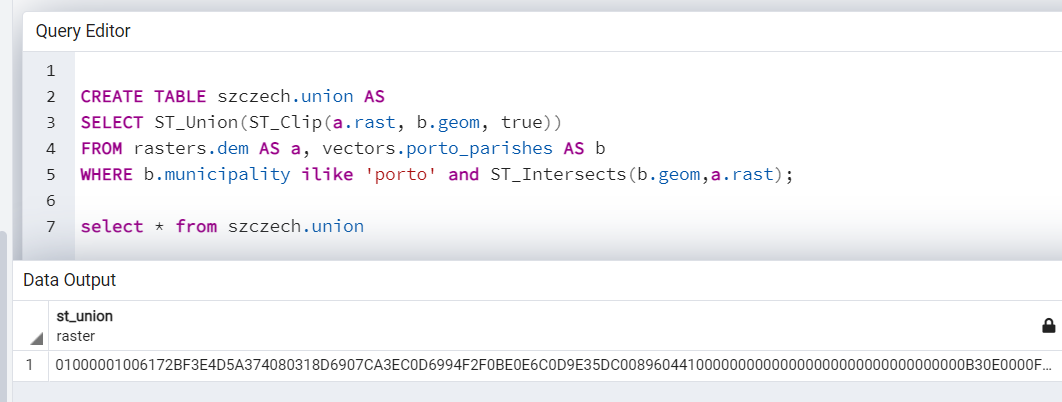 Query Editor
1
2 CREATE TABLE szczech.union AS
3 SELECT ST_Union(ST_Clip(a.rast, b.geom, true))
4 FROM rasters.dem AS a, vectors.porto_parishes AS b
5 WHERE b.municipality ilike 'porto' and ST_Intersects(b.geom,a.rast);
6
7 select * from szczech.union
Data Output
st_union
raster
1 01000001006172BF3E4D5A374080318D6907CA3EC0D6994F2F0BE0E6C0D9E35DC00896044100000000000000000000000000000000B30E0000F...